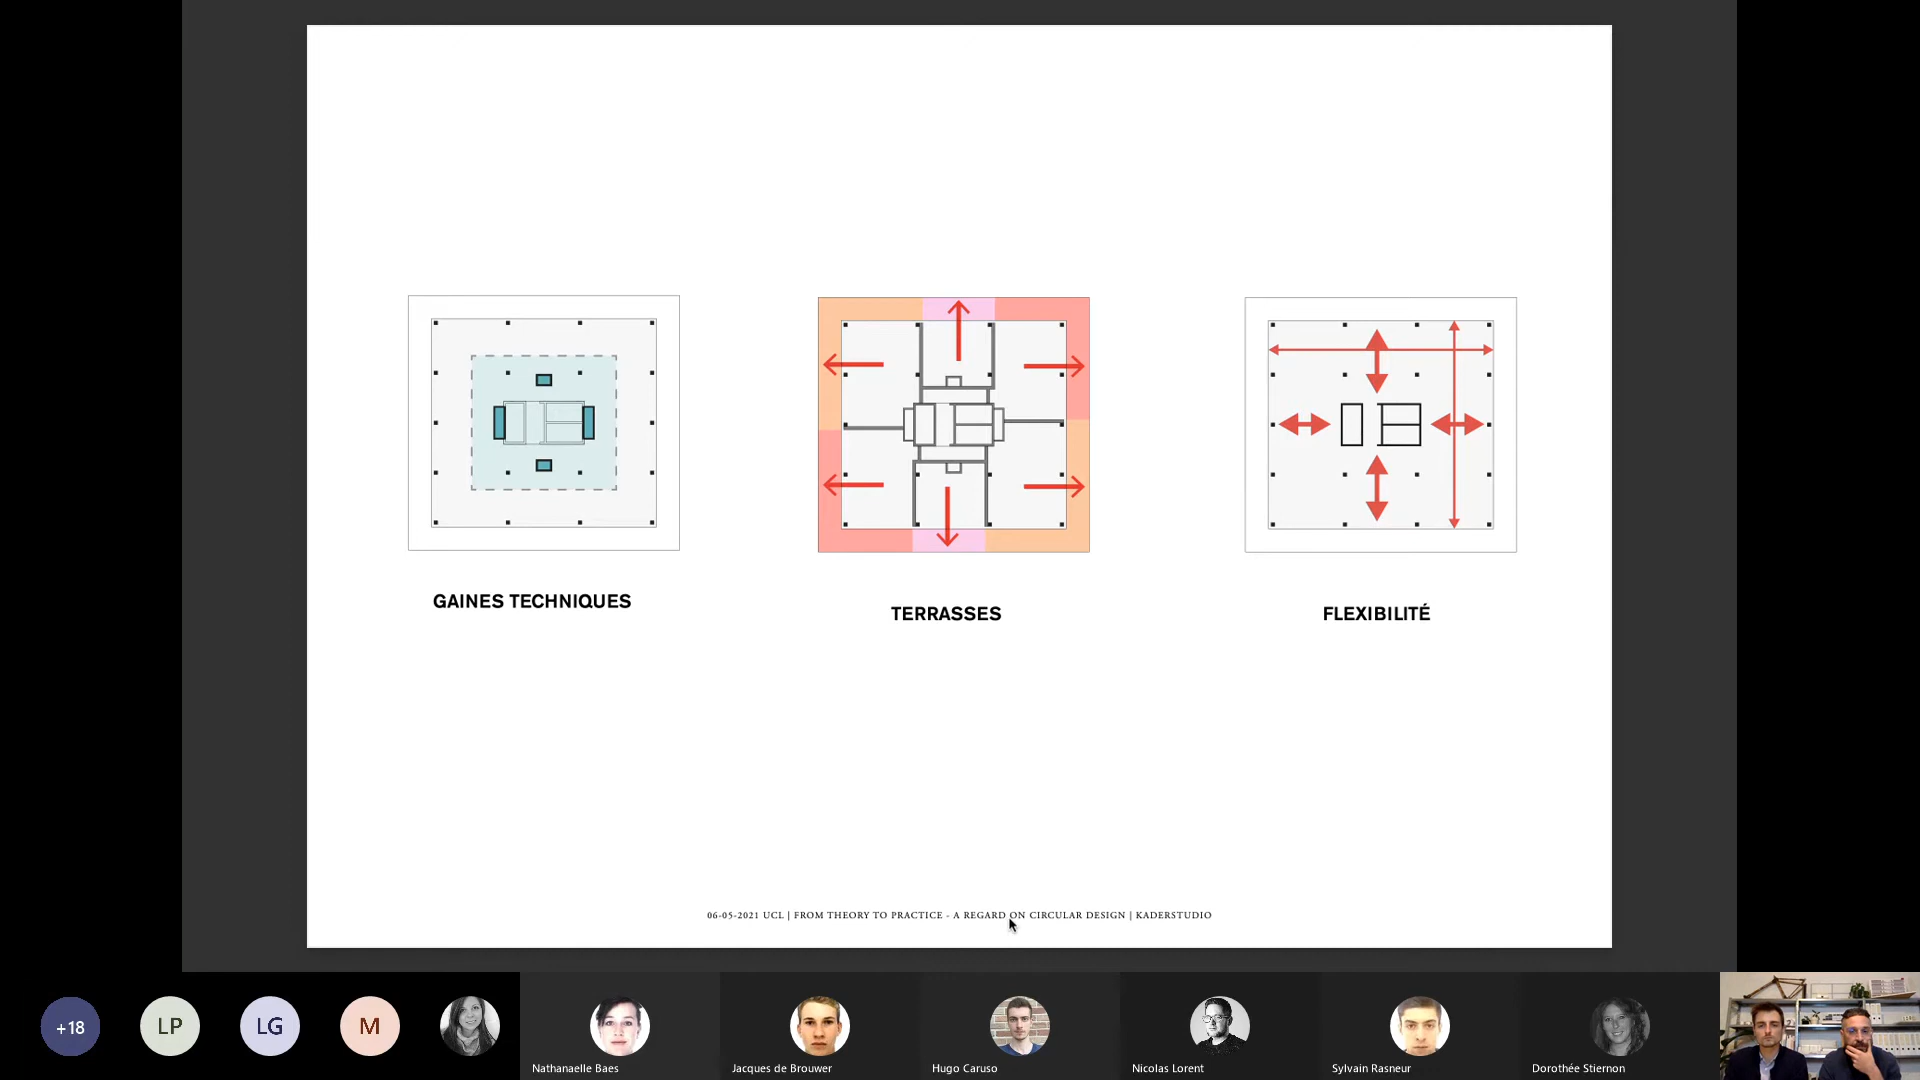 GAINES TECHNIQUES
TERRASSES
FLEXIBILITÉ
06-05-2021 UCL | FROM THEORY TO PRACTICE - A REGARD ON CIRCULAR DESIGN | KADERSTUDIO
+18
LP
LG
M
Nathanaelle Baes
Jacques de Brouwer
Hugo Caruso
Nicolas Lorent
Sylvain Rasneur
Dorothée Stiernon